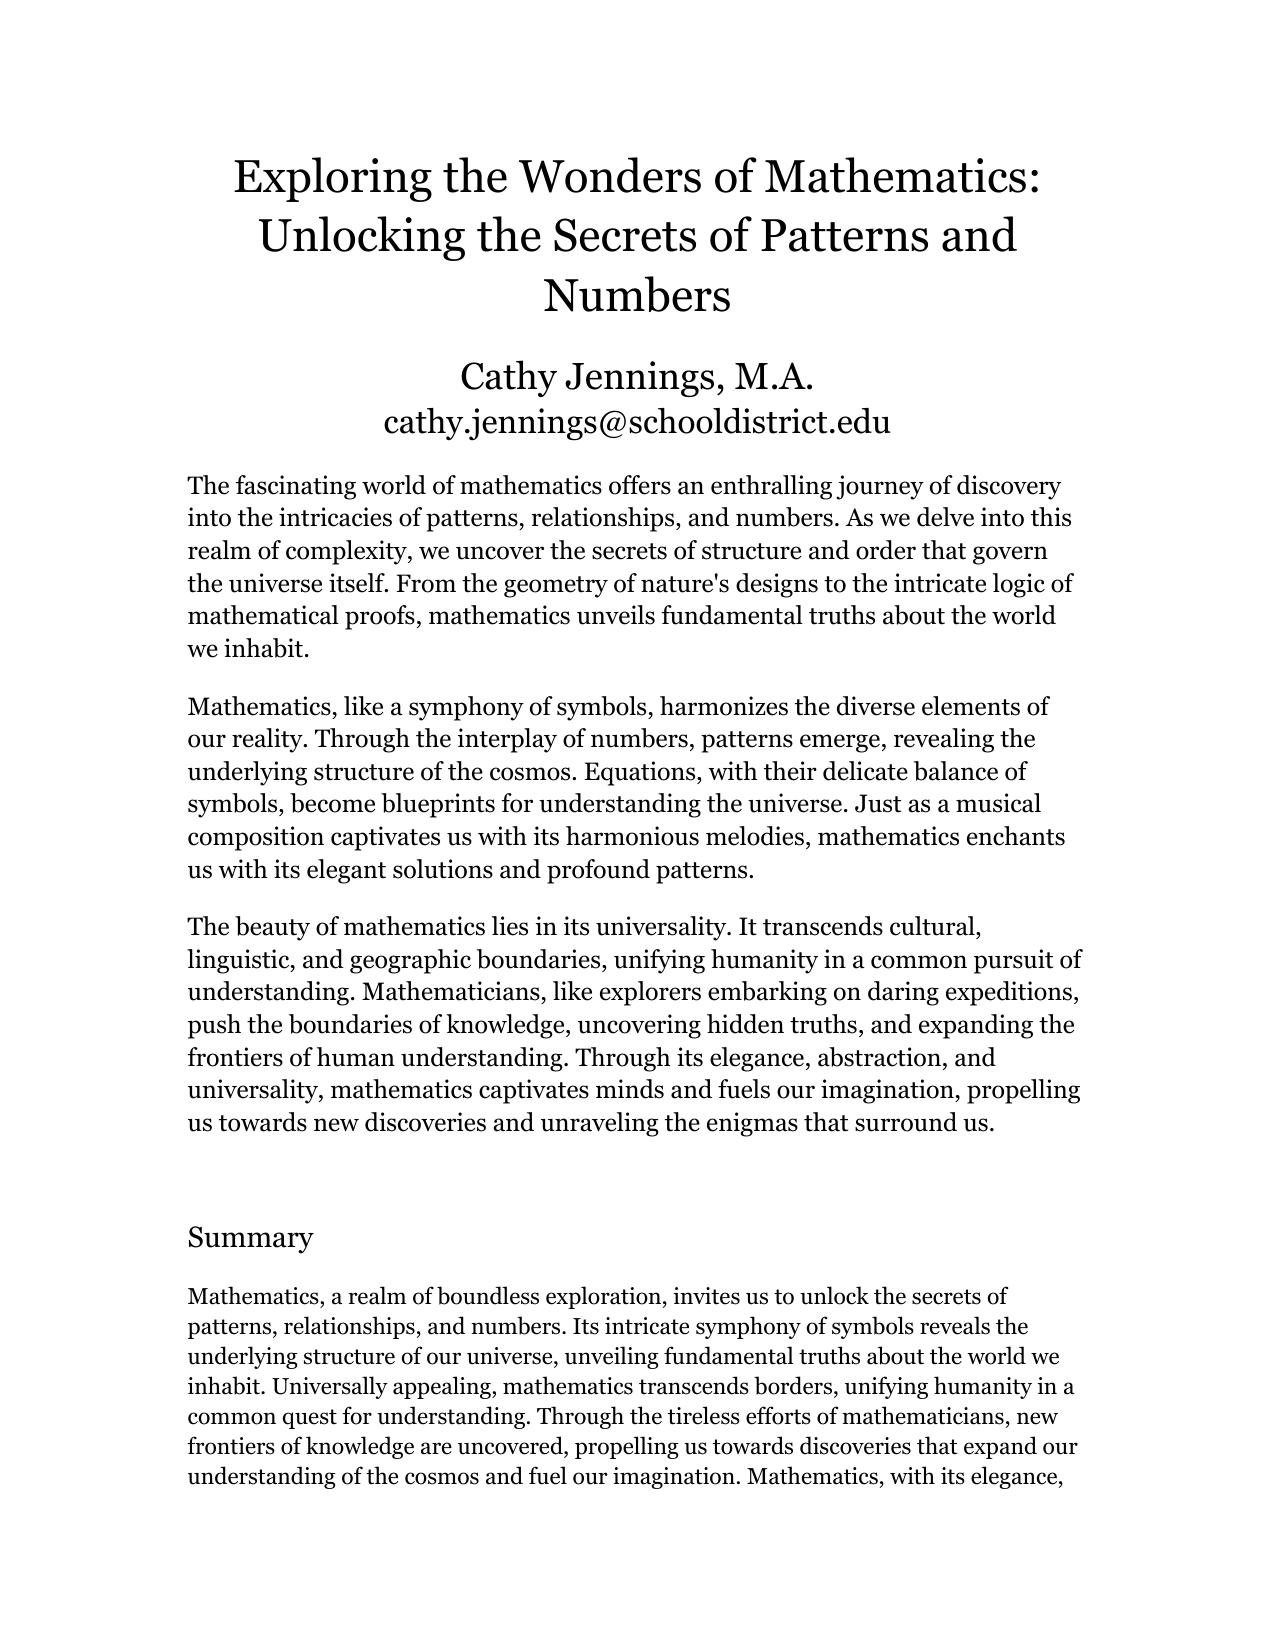 Exploring the Wonders of Mathematics:
Unlocking the Secrets of Patterns and
Numbers
Cathy Jennings, M.A.
cathy.jennings@schooldistrict.edu
The fascinating world of mathematics offers an enthralling journey of discovery
into the intricacies of patterns, relationships, and numbers. As we delve into this
realm of complexity, we uncover the secrets of structure and order that govern
the universe itself. From the geometry of nature's designs to the intricate logic of
mathematical proofs, mathematics unveils fundamental truths about the world
we inhabit.
Mathematics, like a symphony of symbols, harmonizes the diverse elements of
our reality. Through the interplay of numbers, patterns emerge, revealing the
underlying structure of the cosmos. Equations, with their delicate balance of
symbols, become blueprints for understanding the universe. Just as a musical
composition captivates us with its harmonious melodies, mathematics enchants
us with its elegant solutions and profound patterns.
The beauty of mathematics lies in its universality. It transcends cultural,
linguistic, and geographic boundaries, unifying humanity in a common pursuit of
understanding. Mathematicians, like explorers embarking on daring expeditions,
push the boundaries of knowledge, uncovering hidden truths, and expanding the
frontiers of human understanding. Through its elegance, abstraction, and
universality, mathematics captivates minds and fuels our imagination, propelling
us towards new discoveries and unraveling the enigmas that surround us.
Summary
Mathematics, a realm of boundless exploration, invites us to unlock the secrets of
patterns, relationships, and numbers. Its intricate symphony of symbols reveals the
underlying structure of our universe, unveiling fundamental truths about the world we
inhabit. Universally appealing, mathematics transcends borders, unifying humanity in a
common quest for understanding. Through the tireless efforts of mathematicians, new
frontiers of knowledge are uncovered, propelling us towards discoveries that expand our
understanding of the cosmos and fuel our imagination. Mathematics, with its elegance,